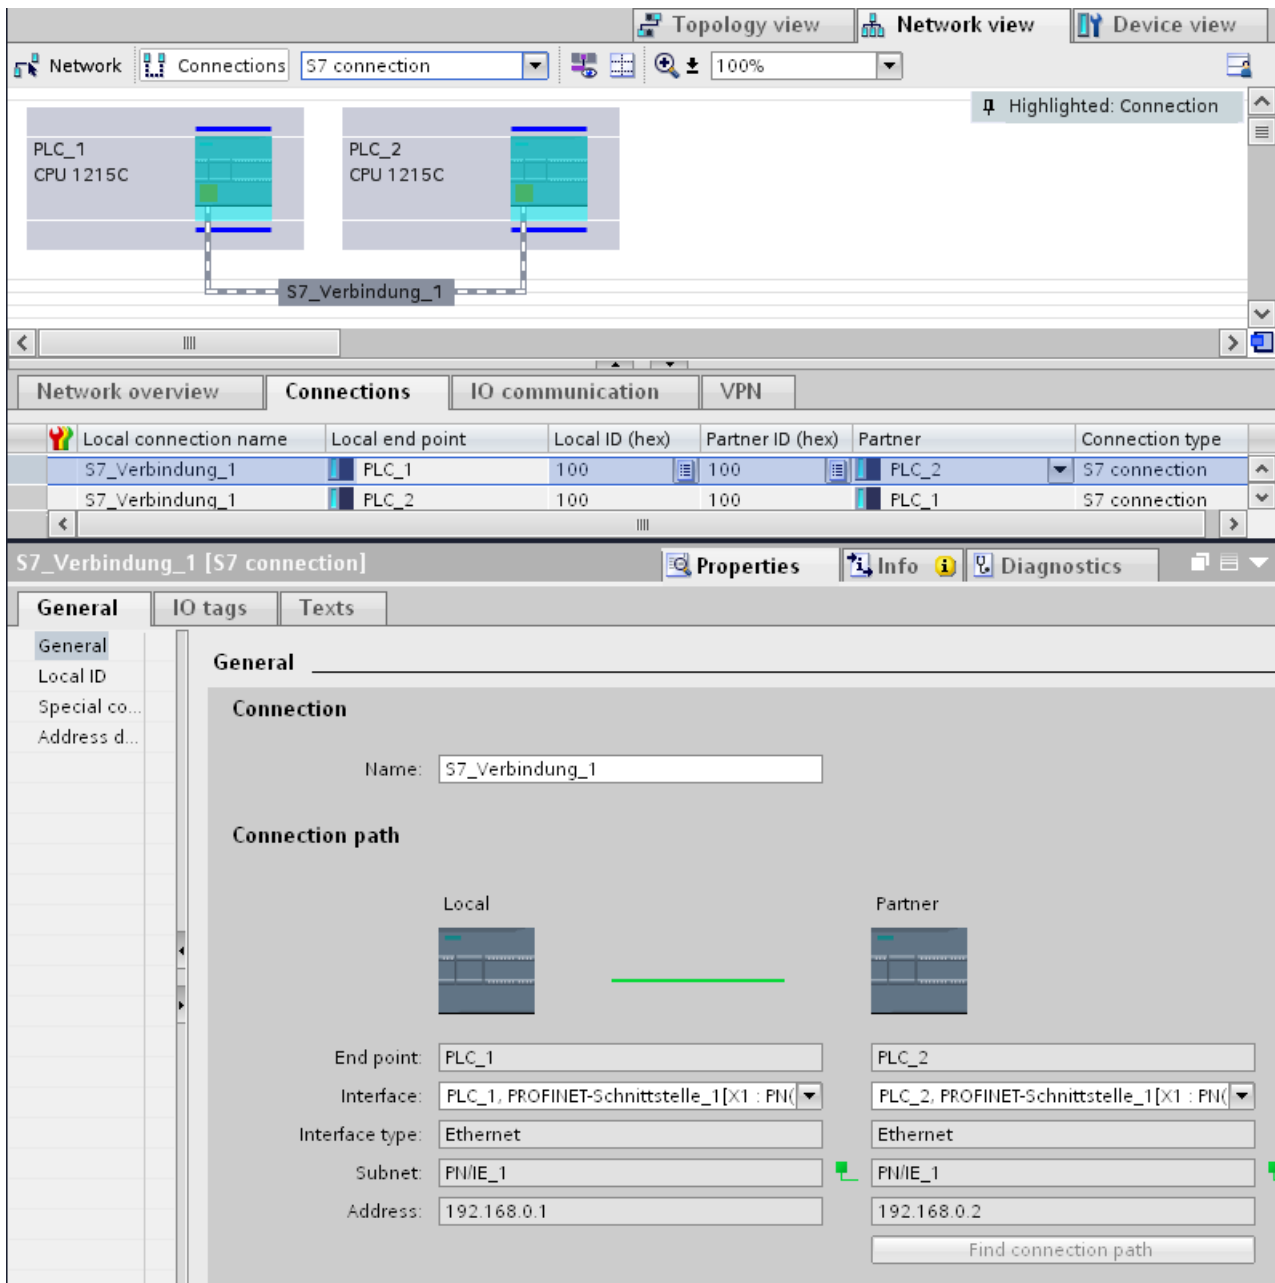 Topology view Network view Device view
Network Connections S7 connection 100%
Highlighted: Connection
PLC_1
CPU 1215C
PLC_2
CPU 1215C
S7_Verbindung_1
Network overview Connections IO communication VPN
Local connection name Local end point Local ID (hex) Partner ID (hex) Partner Connection type
S7_Verbindung_1 PLC_1 100 100 PLC_2 S7 connection
S7_Verbindung_1 PLC_2 100 100 PLC_1 S7 connection
S7_Verbindung_1 [S7 connection] Properties Info Diagnostics
General IO tags Texts
General
Local ID
Special co...
Address d...
General
Connection
Name: S7_Verbindung_1
Connection path
Local Partner
End point: PLC_1 PLC_2
Interface: PLC_1, PROFINET-Schnittstelle_1[X1 : PN( PLC_2, PROFINET-Schnittstelle_1[X1 : PN(
Interface type: Ethernet Ethernet
Subnet: PN/IE_1 PN/IE_1
Address: 192.168.0.1 192.168.0.2
Find connection path